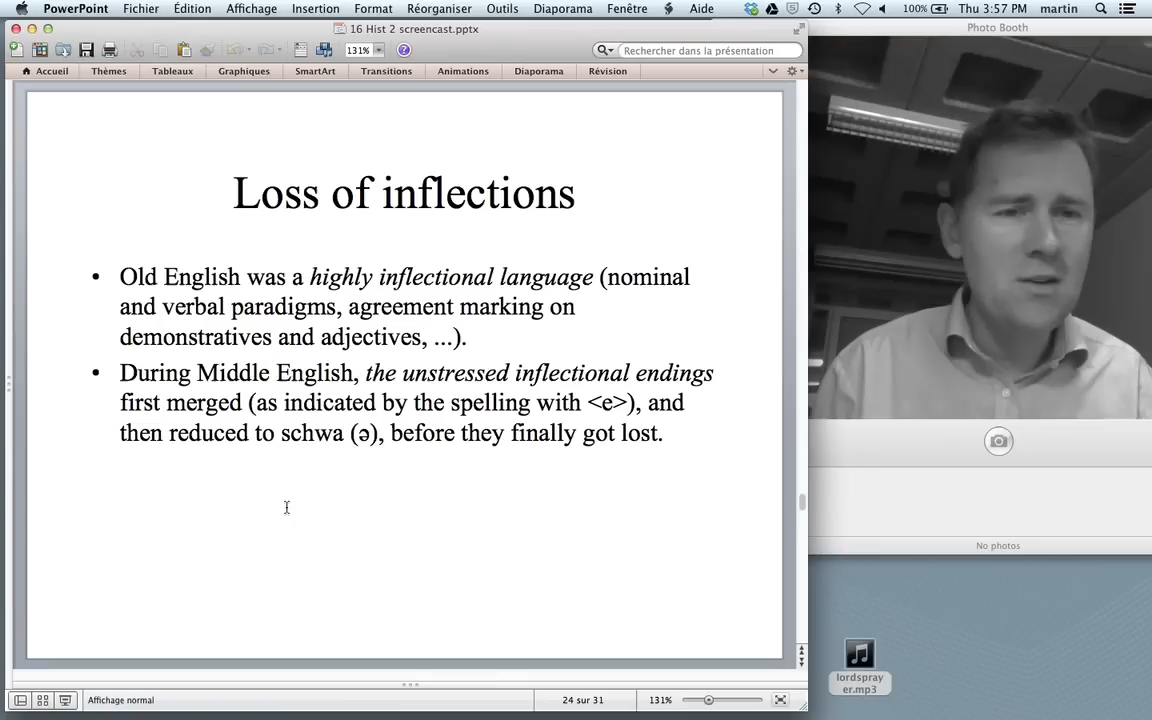 PowerPoint Fichier Édition Affichage Insertion Format Réorganiser Outils Diaporama Fenêtre Aide 100% Thu 3:57 PM martin
16 Hist 2 screencast.pptx
Photo Booth
131% Rechercher dans la présentation
Accueil Thèmes Tableaux Graphiques SmartArt Transitions Animations Diaporama Révision
Loss of inflections
• Old English was a highly inflectional language (nominal
and verbal paradigms, agreement marking on
demonstratives and adjectives, ...).
• During Middle English, the unstressed inflectional endings
first merged (as indicated by the spelling with <e>), and
then reduced to schwa (ə), before they finally got lost.
No photos
lordspray
er.mp3
Affichage normal 24 sur 31 131%